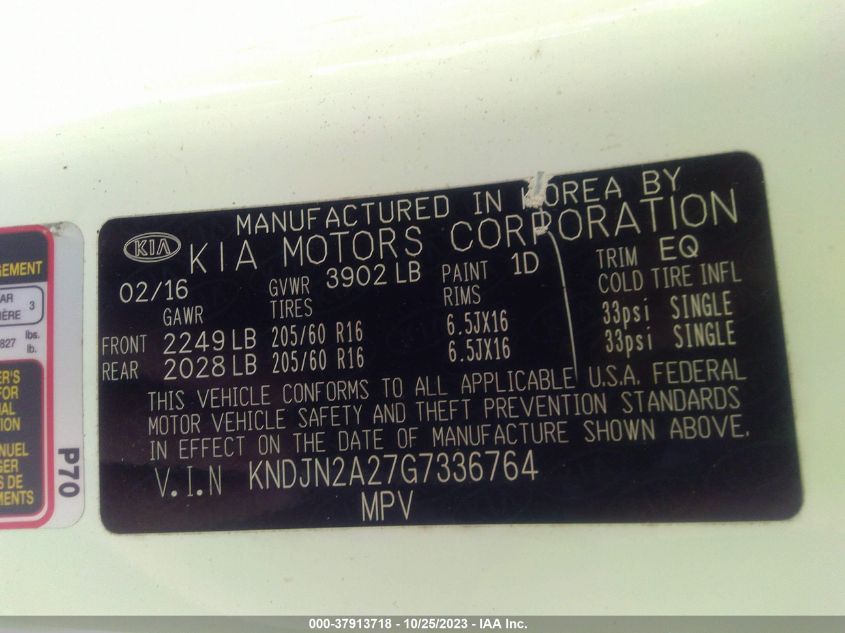 MANUFACTURED IN KOREA BY
KIA KIA MOTORS CORPORATION
02/16 GVWR 3902 LB PAINT 1D TRIM EQ
GAWR TIRES RIMS COLD TIRE INFL
FRONT 2249 LB 205/60 R16 6.5JX16 33psi SINGLE
REAR 2028 LB 205/60 R16 6.5JX16 33psi SINGLE
THIS VEHICLE CONFORMS TO ALL APPLICABLE U.S.A. FEDERAL
MOTOR VEHICLE SAFETY AND THEFT PREVENTION STANDARDS
IN EFFECT ON THE DATE OF MANUFACTURE SHOWN ABOVE.
V.I.N KNDJN2A27G7336764
MPV
3
827 lbs.
lb.
P70
000-37913718 - 10/25/2023 - IAA Inc.